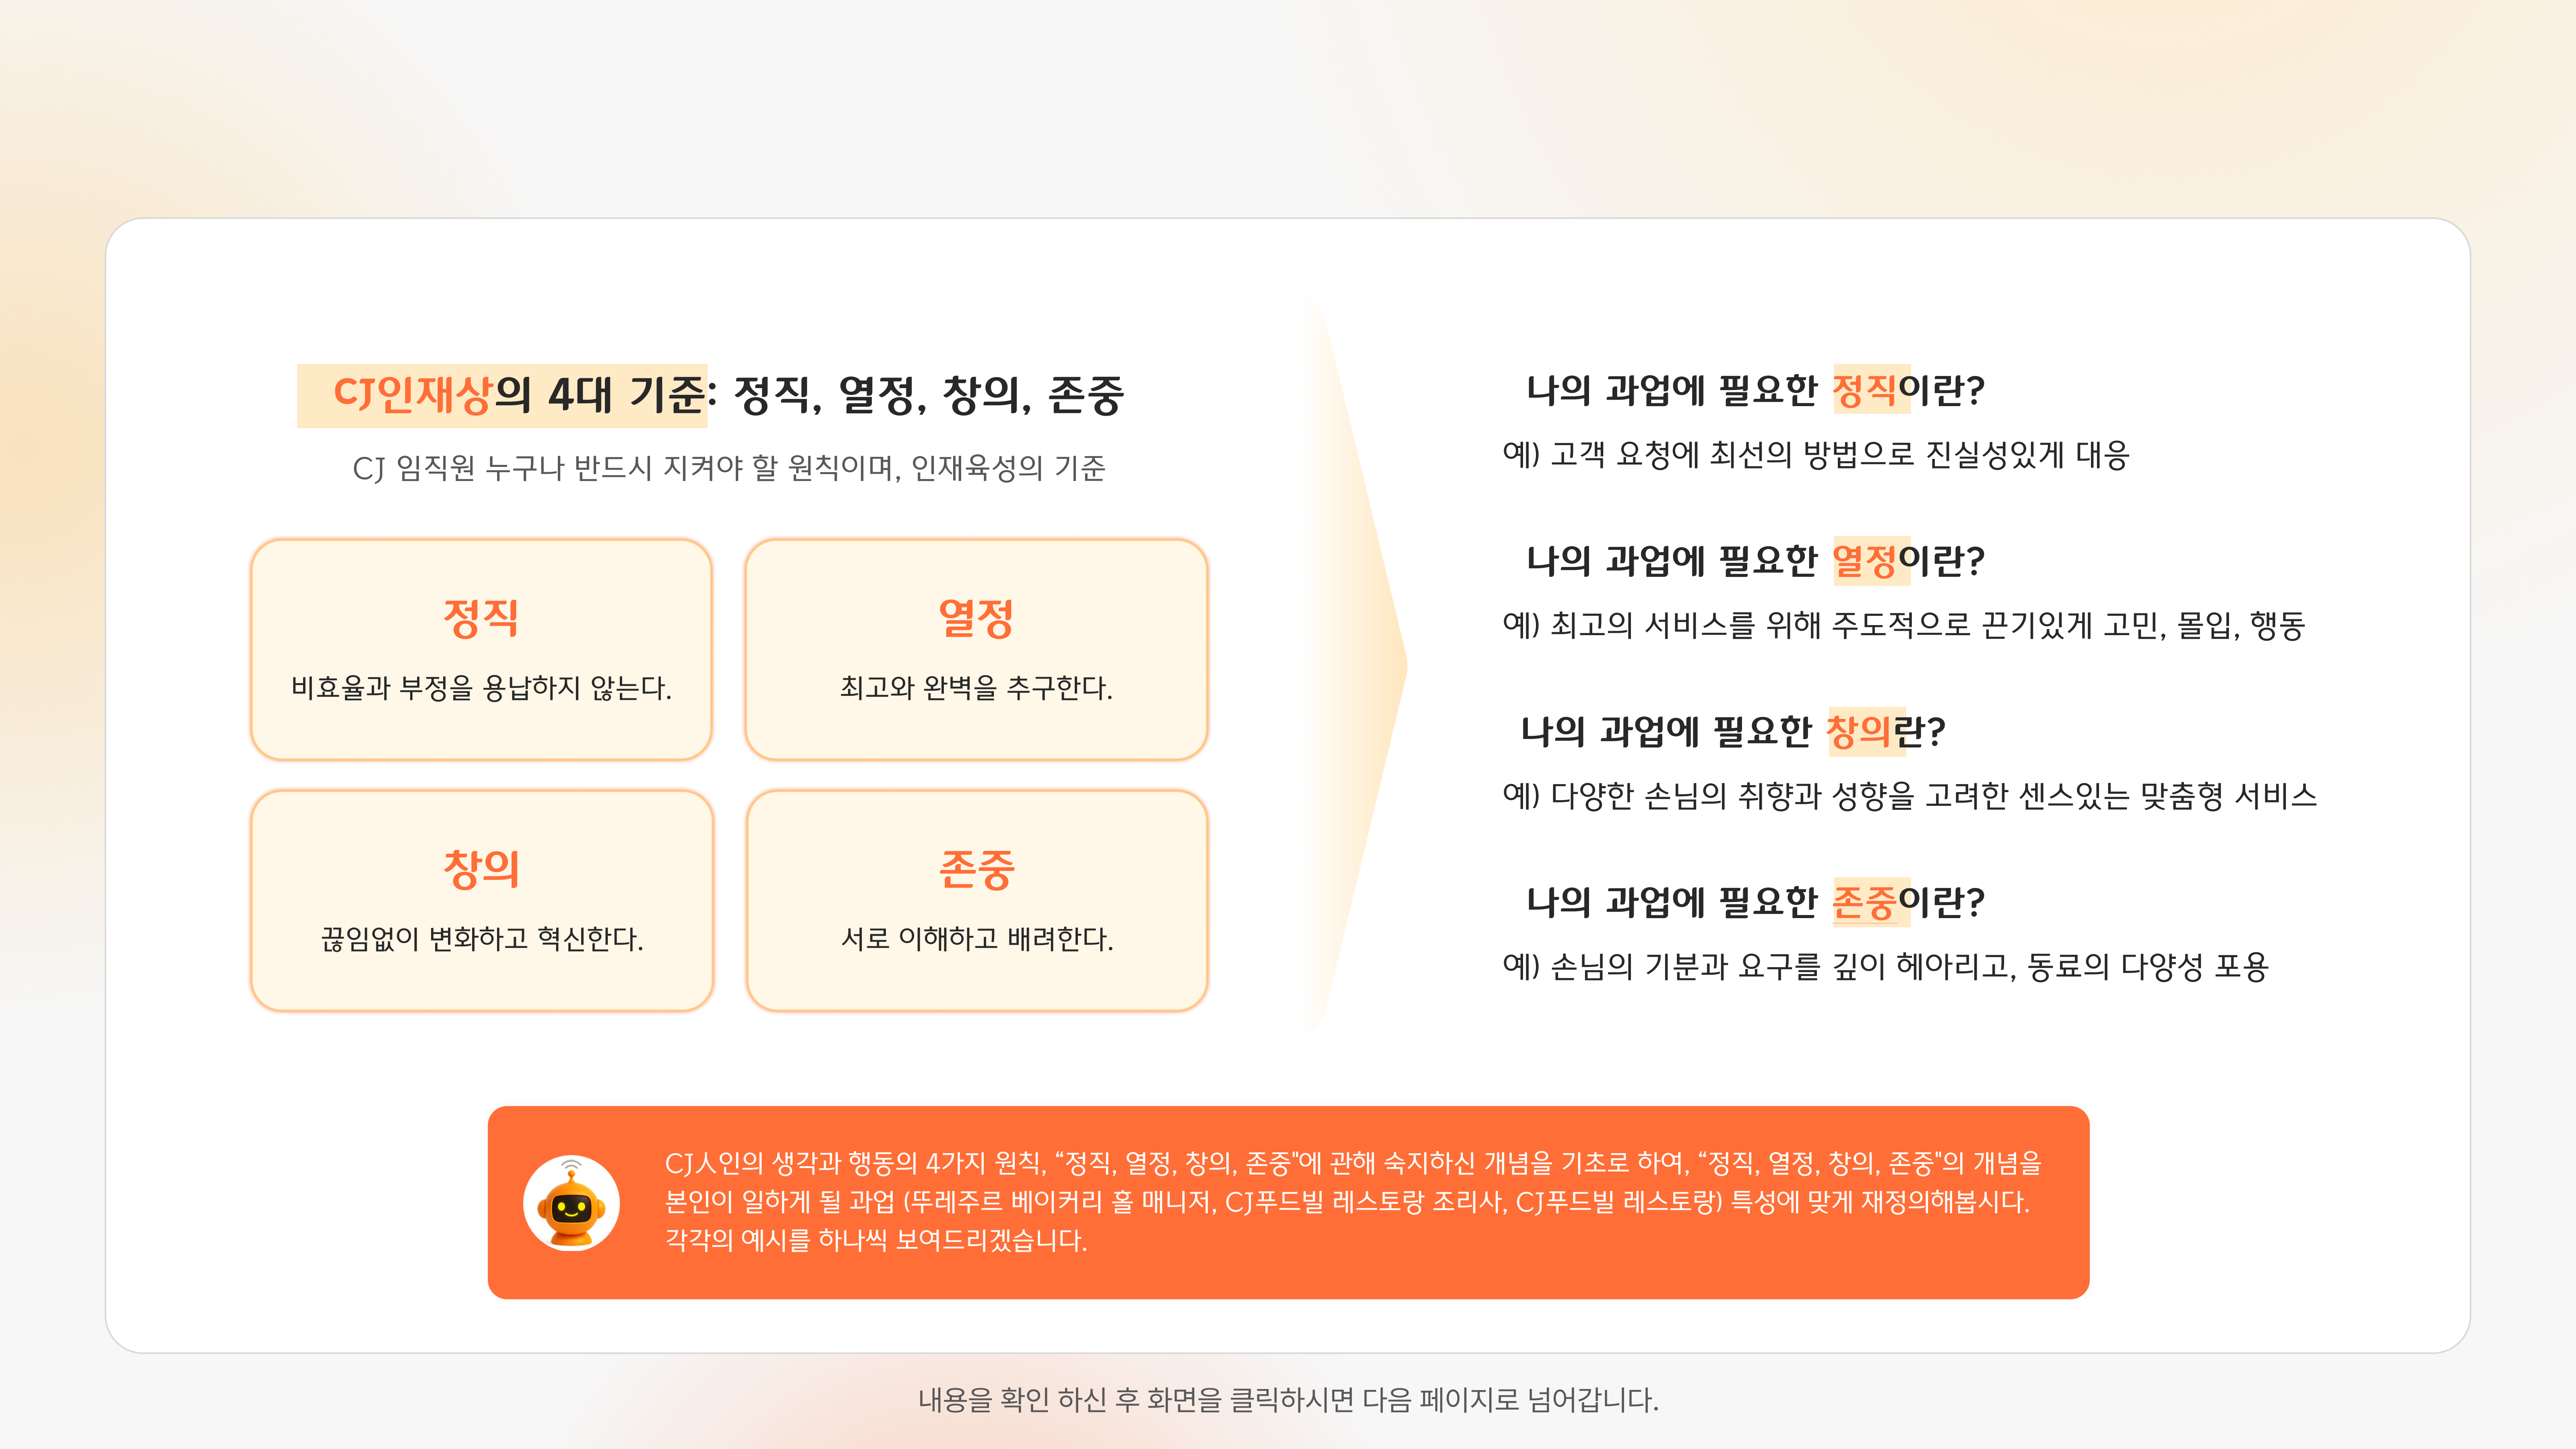 CJ인재상의 4대 기준: 정직, 열정, 창의, 존중
CJ 임직원 누구나 반드시 지켜야 할 원칙이며, 인재육성의 기준
정직
비효율과 부정을 용납하지 않는다.
열정
최고와 완벽을 추구한다.
창의
끊임없이 변화하고 혁신한다.
존중
서로 이해하고 배려한다.
나의 과업에 필요한 정직이란?
예) 고객 요청에 최선의 방법으로 진실성있게 대응
나의 과업에 필요한 열정이란?
예) 최고의 서비스를 위해 주도적으로 끈기있게 고민, 몰입, 행동
나의 과업에 필요한 창의란?
예) 다양한 손님의 취향과 성향을 고려한 센스있는 맞춤형 서비스
나의 과업에 필요한 존중이란?
예) 손님의 기분과 요구를 깊이 헤아리고, 동료의 다양성 포용
CJ人인의 생각과 행동의 4가지 원칙, “정직, 열정, 창의, 존중"에 관해 숙지하신 개념을 기초로 하여, “정직, 열정, 창의, 존중"의 개념을
본인이 일하게 될 과업 (뚜레주르 베이커리 홀 매니저, CJ푸드빌 레스토랑 조리사, CJ푸드빌 레스토랑) 특성에 맞게 재정의해봅시다.
각각의 예시를 하나씩 보여드리겠습니다.
내용을 확인 하신 후 화면을 클릭하시면 다음 페이지로 넘어갑니다.